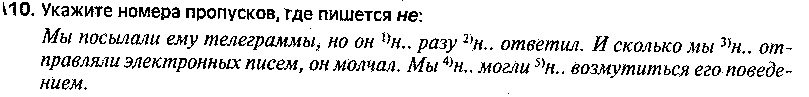 А10. Укажите номера пропусков, где пишется не:
Мы посылали ему телеграммы, но он 1)н.. разу 2)н.. ответил. И сколько мы 3)н.. от-
правляли электронных писем, он молчал. Мы 4)н.. могли 5)н.. возмутиться его поведе-
нием.